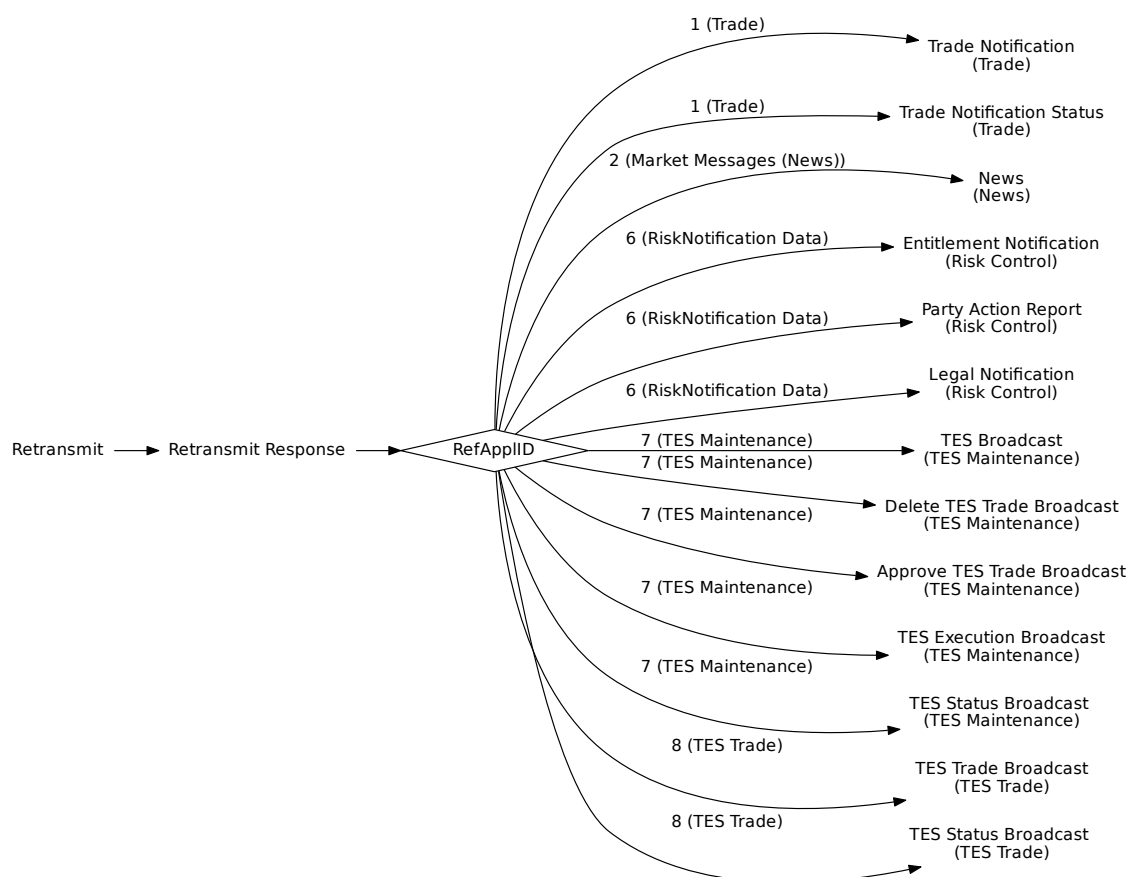 1 (Trade)
Trade Notification
(Trade)
1 (Trade)
Trade Notification Status
(Trade)
2 (Market Messages (News))
News
(News)
6 (RiskNotification Data)
Entitlement Notification
(Risk Control)
6 (RiskNotification Data)
Party Action Report
(Risk Control)
6 (RiskNotification Data)
Legal Notification
(Risk Control)
Retransmit
Retransmit Response
RefApplID
7 (TES Maintenance)
TES Broadcast
(TES Maintenance)
7 (TES Maintenance)
Delete TES Trade Broadcast
(TES Maintenance)
7 (TES Maintenance)
Approve TES Trade Broadcast
(TES Maintenance)
7 (TES Maintenance)
TES Execution Broadcast
(TES Maintenance)
7 (TES Maintenance)
TES Status Broadcast
(TES Maintenance)
8 (TES Trade)
TES Trade Broadcast
(TES Trade)
8 (TES Trade)
TES Status Broadcast
(TES Trade)